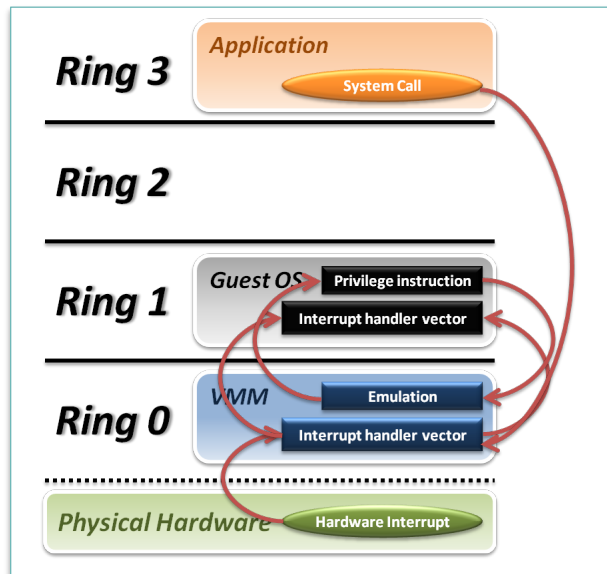 Application
Ring 3
System Call
Ring 2
Guest OS
Privilege instruction
Ring 1
Interrupt handler vector
VMM
Emulation
Ring 0
Interrupt handler vector
Physical Hardware
Hardware Interrupt